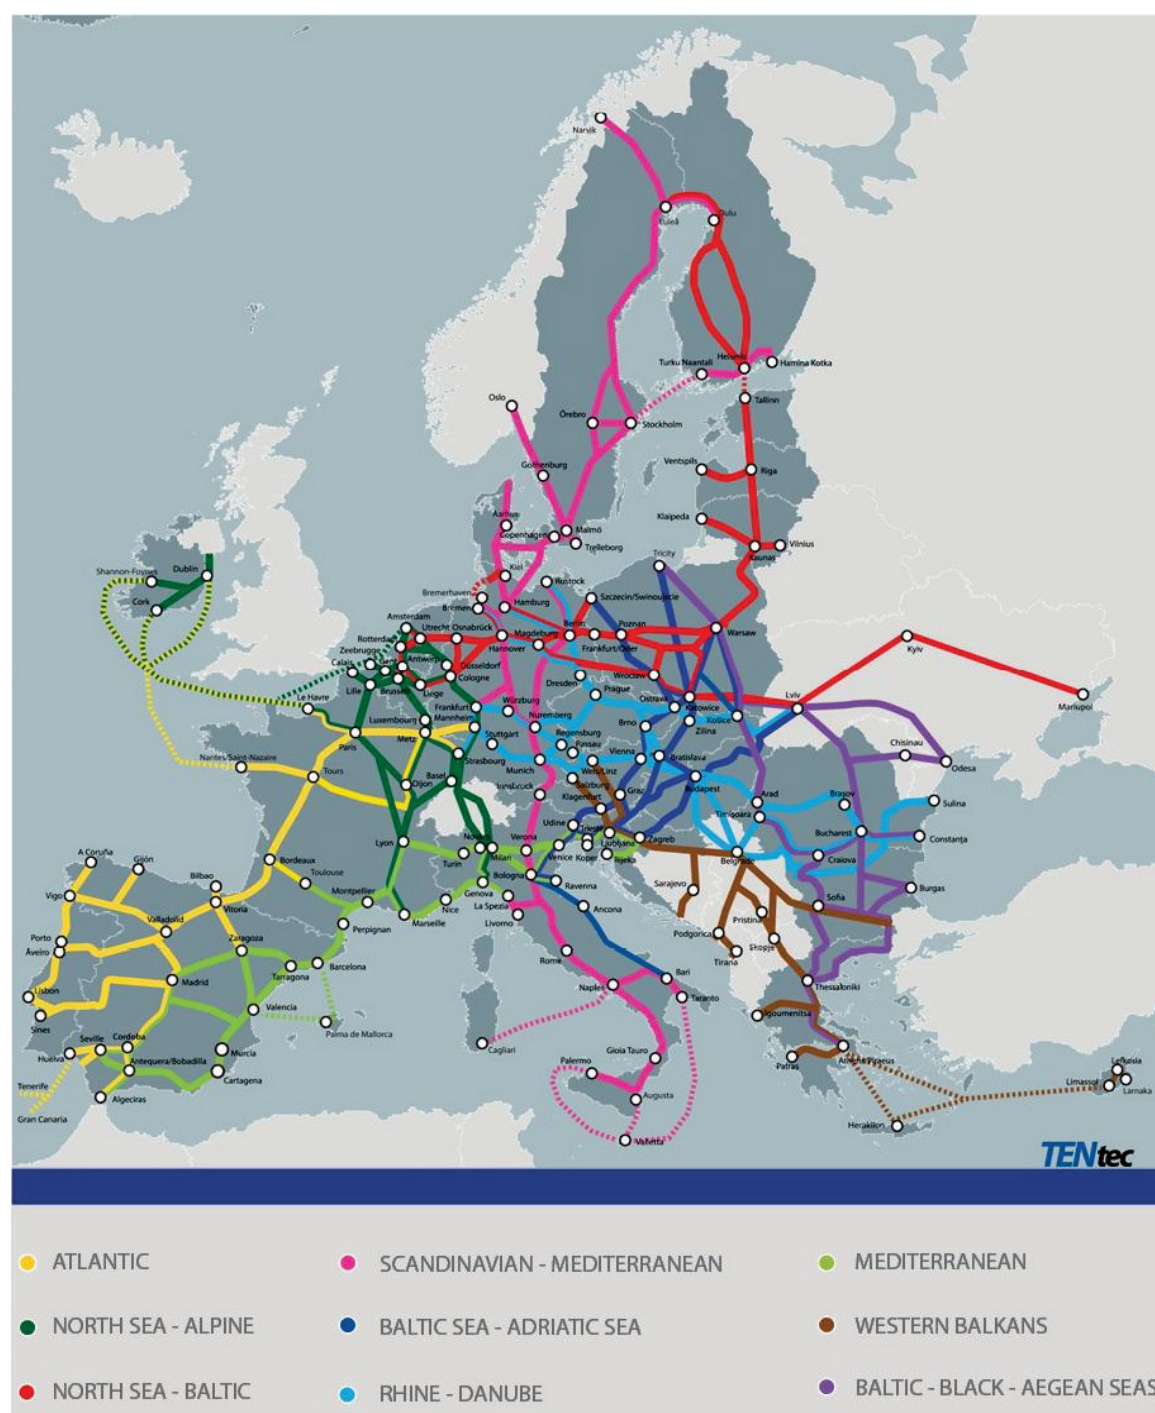 Narvik
Luleå
Oulu
Turku Naantali
Helsinki
Hamina Kotka
Oslo
Tallinn
Örebro
Stockholm
Gothenburg
Ventspils
Riga
Aarhus
Klaipeda
Copenhagen
Malmö
Trelleborg
Vilnius
Kaunas
Tricity
Shannon-Foynes
Dublin
Kiel
Rostock
Cork
Bremerhaven
Bremen
Hamburg
Szczecin/Swinoujscie
Amsterdam
Rotterdam
Utrecht
Osnabrück
Magdeburg
Berlin
Poznan
Warsaw
Kyiv
Zeebrugge
Hannover
Frankfurt/Oder
Calais
Gent
Antwerp
Düsseldorf
Cologne
Lille
Brussels
Liège
Dresden
Wrocław
Le Havre
Prague
Ostrava
Katowice
Lviv
Mariupol
Frankfurt
Würzburg
Luxembourg
Mannheim
Nuremberg
Brno
Košice
Zilina
Paris
Metz
Stuttgart
Regensburg
Passau
Vienna
Chisinau
Nantes/Saint-Nazaire
Strasbourg
Munich
Wels/Linz
Bratislava
Odesa
Tours
Dijon
Basel
Innsbruck
Salzburg
Klagenfurt
Graz
Budapest
Arad
Braşov
Sulina
Udine
Trieste
Timişoara
Lyon
Novara
Verona
Zagreb
Bucharest
Constanţa
A Coruña
Gijón
Bordeaux
Turin
Milan
Venice
Koper
Ljubljana
Rijeka
Belgrade
Craiova
Bilbao
Toulouse
Genova
Bologna
Ravenna
Sarajevo
Burgas
Vigo
Vitoria
Montpellier
Nice
La Spezia
Ancona
Sofia
Valladolid
Marseille
Livorno
Pristina
Porto
Aveiro
Zaragoza
Perpignan
Podgorica
Skopje
Tirana
Rome
Barcelona
Tarragona
Madrid
Bari
Naples
Taranto
Thessaloniki
Lisbon
Valencia
Sines
Palma de Mallorca
Igoumenitsa
Seville
Cordoba
Cagliari
Huelva
Murcia
Gioia Tauro
Patras
Athens/Piraeus
Antequera/Bobadilla
Palermo
Lefkosia
Cartagena
Limassol
Larnaka
Tenerife
Algeciras
Augusta
Gran Canaria
Valletta
Heraklion
TENtec
ATLANTIC
SCANDINAVIAN - MEDITERRANEAN
MEDITERRANEAN
NORTH SEA - ALPINE
BALTIC SEA - ADRIATIC SEA
WESTERN BALKANS
NORTH SEA - BALTIC
RHINE - DANUBE
BALTIC - BLACK - AEGEAN SEAS